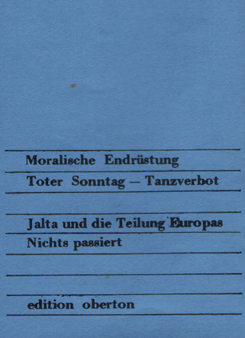 Moralische Endrüstung
Toter Sonntag – Tanzverbot
Jalta und die Teilung Europas
Nichts passiert
edition oberton